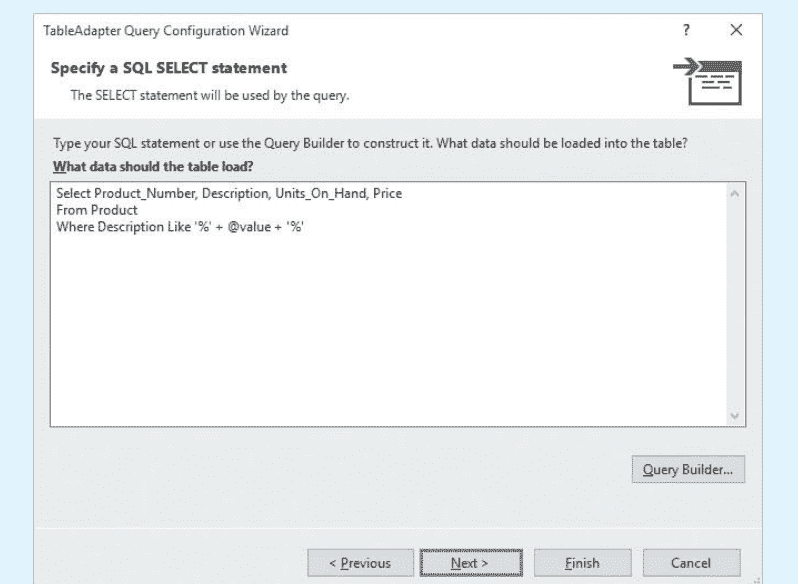 TableAdapter Query Configuration Wizard ?
Specify a SQL SELECT statement
The SELECT statement will be used by the query.
Type your SQL statement or use the Query Builder to construct it. What data should be loaded into the table?
What data should the table load?
Select Product_Number, Description, Units_On_Hand, Price
From Product
Where Description Like '%' + @value + '%'
Query Builder...
< Previous Next > Finish Cancel